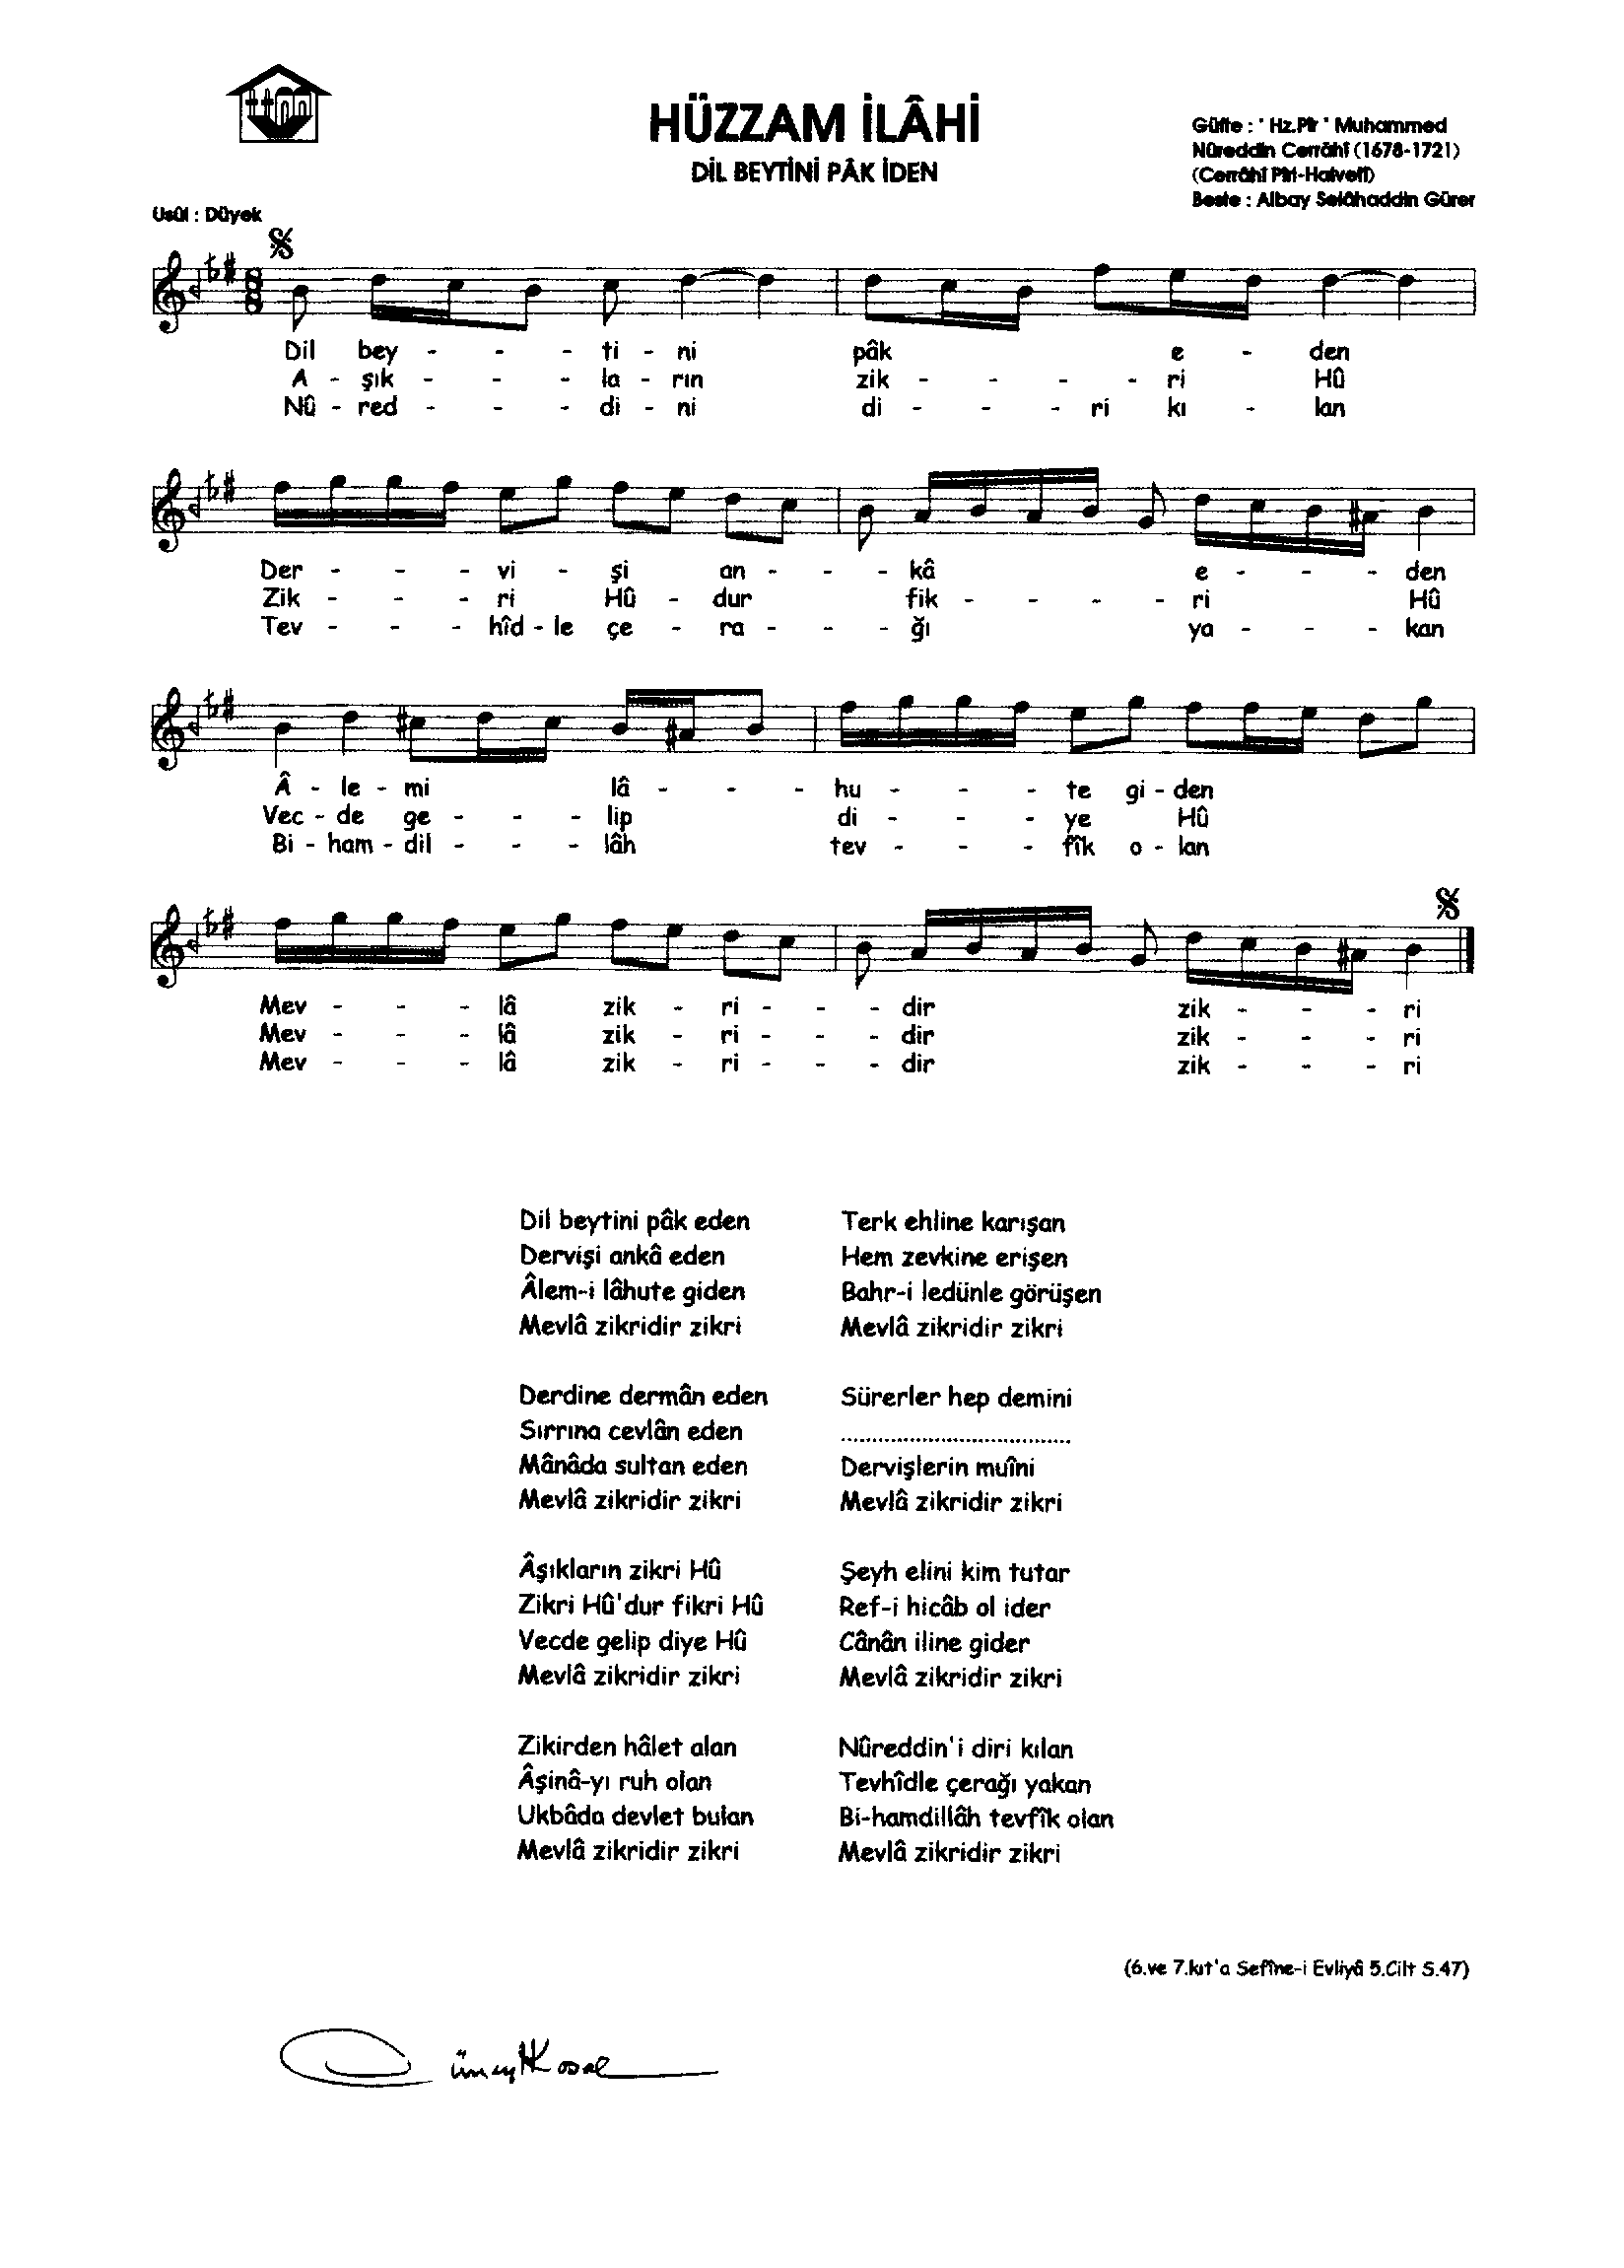 HÜZZAM İLÂHİ
DİL BEYTİNİ PÂK İDEN
Güfte : " Hz.Pîr " Muhammed
Nûreddin Cerrâhî (1678-1721)
(Cerrâhî Pîri-Halvetî)
Beste : Albay Selâhaddin Gürer
Usûl : Düyek
Dil bey - - - ti - ni pâk e - den
A - şık - - - la - rın zik - - - - ri Hû
Nû - red - - - di - ni di - - - ri kı - lan
Der - - - vi - şi an - - - kâ e - - - den
Zik - - - ri Hû - dur fik - - - - ri Hû
Tev - - - hîd - le çe - ra - - - ğı ya - - - kan
Â - le - mi lâ - - - hu - - - te gi - den
Vec - de ge - - - lip di - - - ye Hû
Bi - ham - dil - - - lâh tev - - - fîk o - lan
Mev - - - lâ zik - ri - - - dir zik - - - ri
Mev - - - lâ zik - ri - - - dir zik - - - ri
Mev - - - lâ zik - ri - - - dir zik - - - ri
Dil beytini pâk eden
Dervişi ankâ eden
Âlem-i lâhute giden
Mevlâ zikridir zikri
Derdine dermân eden
Sırrına cevlân eden
Mânâda sultan eden
Mevlâ zikridir zikri
Âşıkların zikri Hû
Zikri Hû'dur fikri Hû
Vecde gelip diye Hû
Mevlâ zikridir zikri
Zikirden hâlet alan
Âşinâ-yı ruh olan
Ukbâda devlet bulan
Mevlâ zikridir zikri
Terk ehline karışan
Hem zevkine erişen
Bahr-i ledünle görüşen
Mevlâ zikridir zikri
Sürerler hep demini
....................................
Dervişlerin muîni
Mevlâ zikridir zikri
Şeyh elini kim tutar
Ref-i hicâb ol ider
Cânân iline gider
Mevlâ zikridir zikri
Nûreddin'i diri kılan
Tevhîdle çerağı yakan
Bi-hamdillâh tevfîk olan
Mevlâ zikridir zikri
(6.ve 7.kıt'a Sefîne-i Evliyâ 5.Cilt S.47)
Cüneyt Kosal